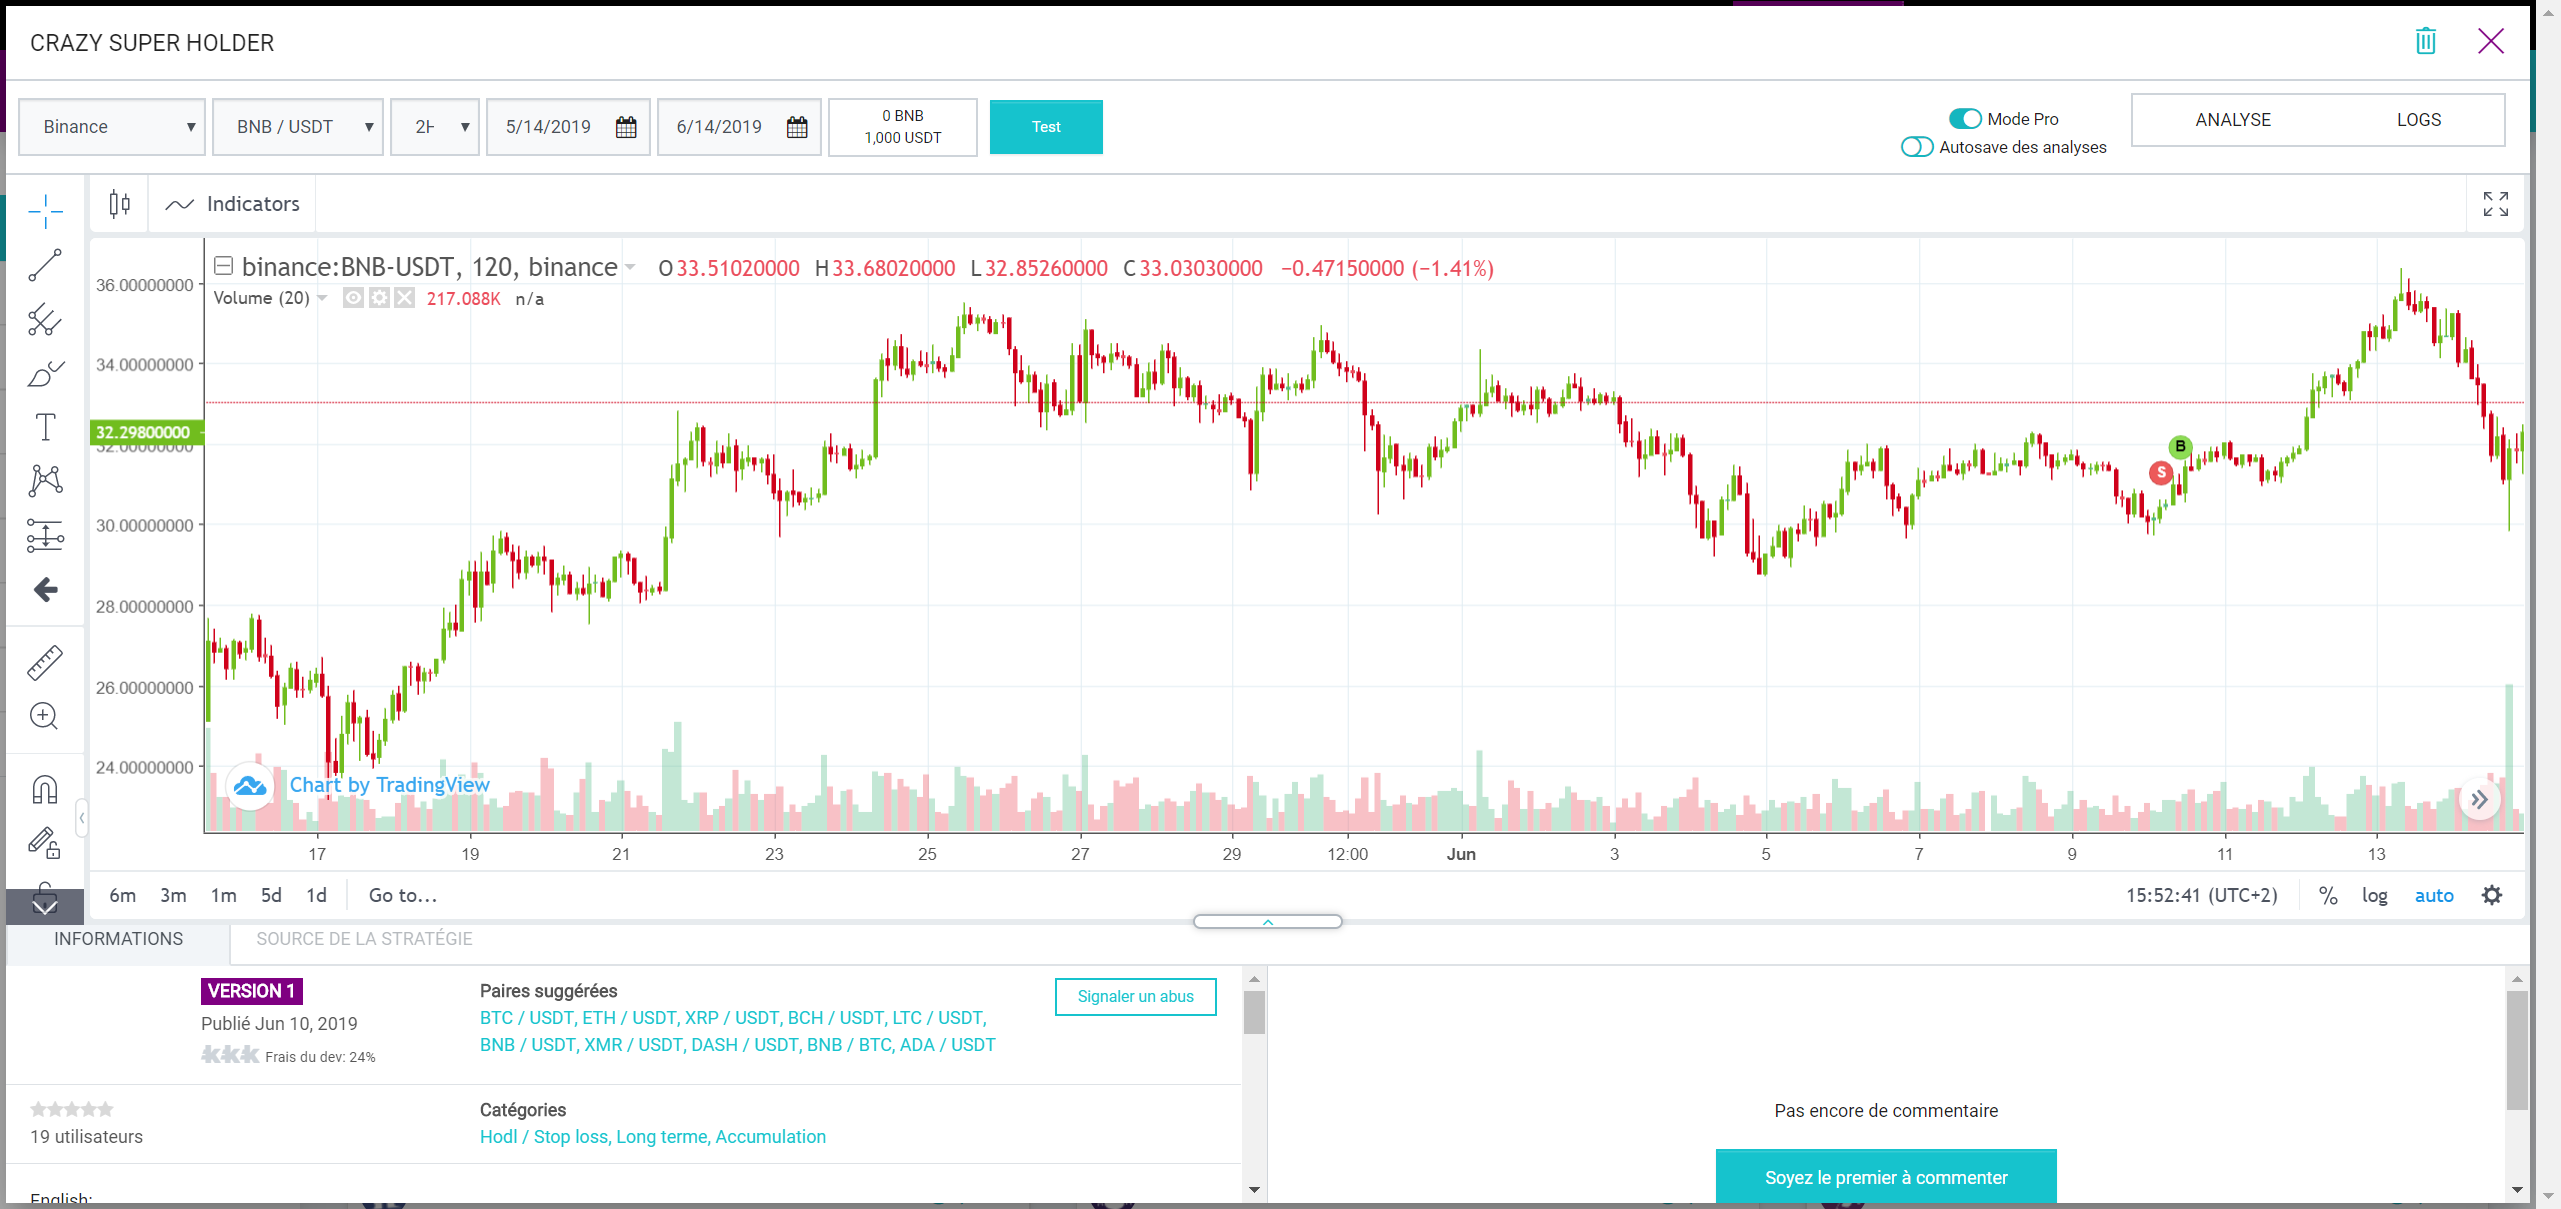 CRAZY SUPER HOLDER
Binance
BNB / USDT
2H
5/14/2019
6/14/2019
0 BNB
1,000 USDT
Test
Mode Pro
Autosave des analyses
ANALYSE
LOGS
Indicators
binance:BNB-USDT, 120, binance
O33.51020000 H33.68020000 L32.85260000 C33.03030000 −0.47150000 (−1.41%)
Volume (20)
217.088K n/a
36.00000000
34.00000000
32.29800000
32.00000000
30.00000000
28.00000000
26.00000000
24.00000000
B
S
Chart by TradingView
17 19 21 23 25 27 29 12:00 Jun 3 5 7 9 11 13
6m 3m 1m 5d 1d Go to...
15:52:41 (UTC+2) % log auto
INFORMATIONS
SOURCE DE LA STRATÉGIE
VERSION 1
Publié Jun 10, 2019
Frais du dev: 24%
Paires suggérées
BTC / USDT, ETH / USDT, XRP / USDT, BCH / USDT, LTC / USDT,
BNB / USDT, XMR / USDT, DASH / USDT, BNB / BTC, ADA / USDT
Signaler un abus
19 utilisateurs
Catégories
Hodl / Stop loss, Long terme, Accumulation
English:
Pas encore de commentaire
Soyez le premier à commenter